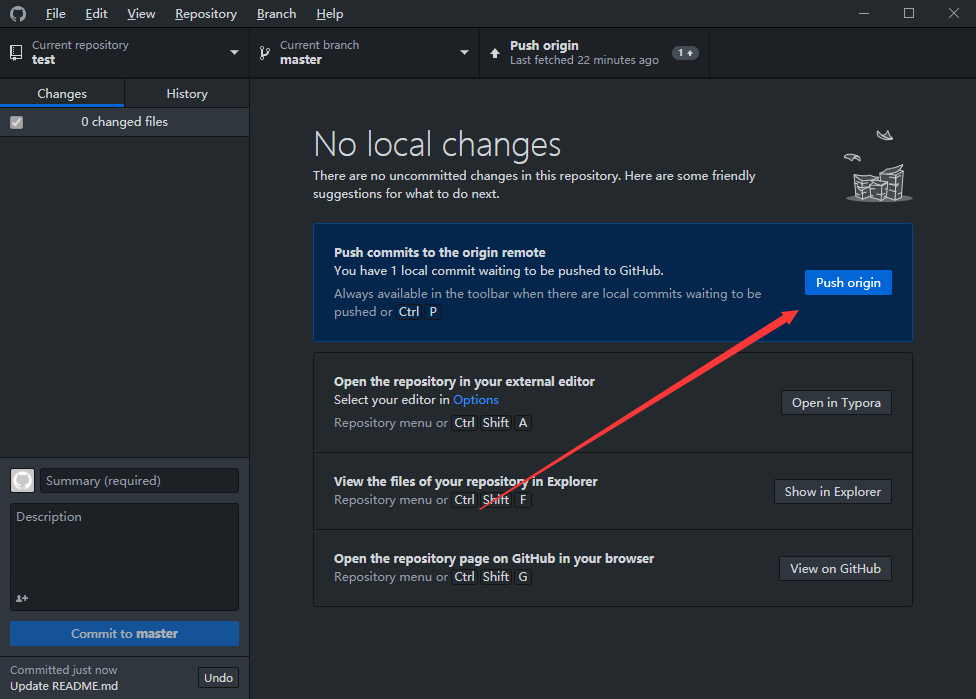 File Edit View Repository Branch Help
Current repository
test
Current branch
master
Push origin
Last fetched 22 minutes ago
1
Changes History
0 changed files
No local changes
There are no uncommitted changes in this repository. Here are some friendly
suggestions for what to do next.
Push commits to the origin remote
You have 1 local commit waiting to be pushed to GitHub.
Always available in the toolbar when there are local commits waiting to be
pushed or Ctrl P
Push origin
Open the repository in your external editor
Select your editor in Options
Repository menu or Ctrl Shift A
Open in Typora
View the files of your repository in Explorer
Repository menu or Ctrl Shift F
Show in Explorer
Open the repository page on GitHub in your browser
Repository menu or Ctrl Shift G
View on GitHub
Summary (required)
Description
Commit to master
Committed just now
Update README.md
Undo